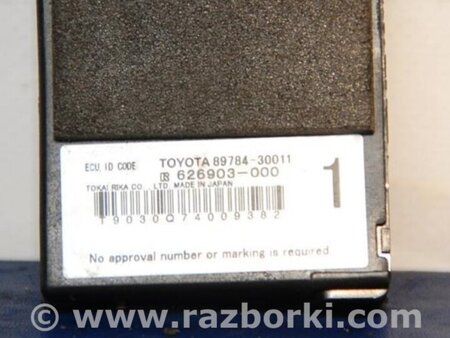 ECU ID CODE TOYOTA 89784-30011
626903-000
TOKAI RIKA CO., LTD. MADE IN JAPAN
1
19030Q74009382
No approval number or marking is required.
© www.razborki.com